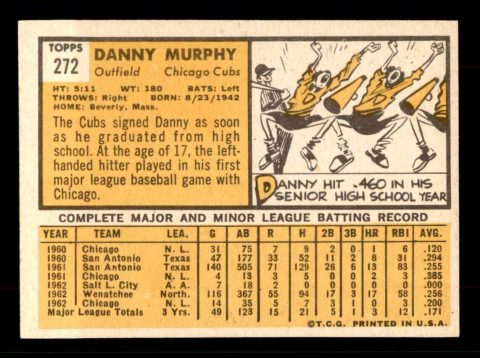 TOPPS
272
DANNY MURPHY
Outfield Chicago Cubs
HT: 5:11 WT: 180 BATS: Left
THROWS: Right BORN: 8/23/1942
HOME: Beverly, Mass.
The Cubs signed Danny as soon
as he graduated from high
school. At the age of 17, the left-
handed hitter played in his first
major league baseball game with
Chicago.
DANNY HIT .460 IN HIS
SENIOR HIGH SCHOOL YEAR
COMPLETE MAJOR AND MINOR LEAGUE BATTING RECORD
YEAR TEAM LEA. G AB R H 2B 3B HR RBI AVG.
1960 Chicago N. L. 31 75 7 9 2 0 1 6 .120
1960 San Antonio Texas 47 177 33 52 11 2 8 31 .294
1961 San Antonio Texas 140 505 71 129 26 6 13 83 .255
1961 Chicago N. L. 4 13 3 5 0 0 2 3 .385
1962 Salt L. City A. A. 7 18 2 0 0 0 0 0 .000
1962 Wenatchee North. 116 367 55 94 19 3 17 58 .256
1962 Chicago N. L. 14 35 5 7 3 1 0 3 .200
Major League Totals 3 Yrs. 49 123 15 21 5 1 3 12 .171
©T.C.G. PRINTED IN U.S.A.